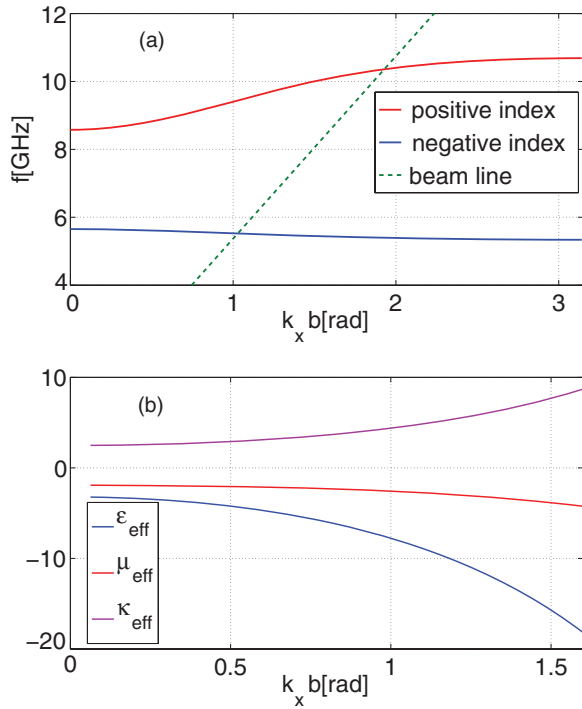 12
(a)
10
positive index
negative index
beam line
8
f[GHz]
6
4
0
1
2
3
k_x b[rad]
10
(b)
0
ε_eff
μ_eff
κ_eff
−10
−20
0
0.5
1
1.5
k_x b[rad]